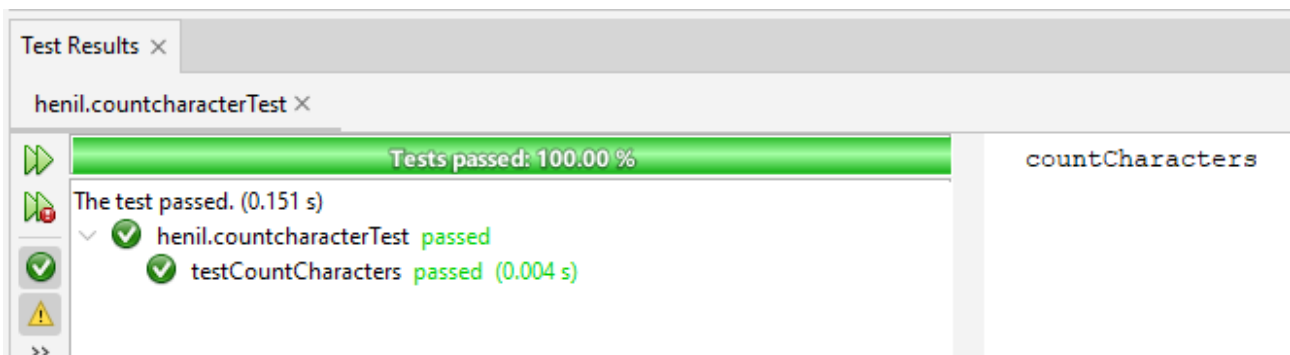 Test Results ×
henil.countcharacterTest ×
Tests passed: 100.00 %
The test passed. (0.151 s)
henil.countcharacterTest passed
testCountCharacters passed (0.004 s)
countCharacters